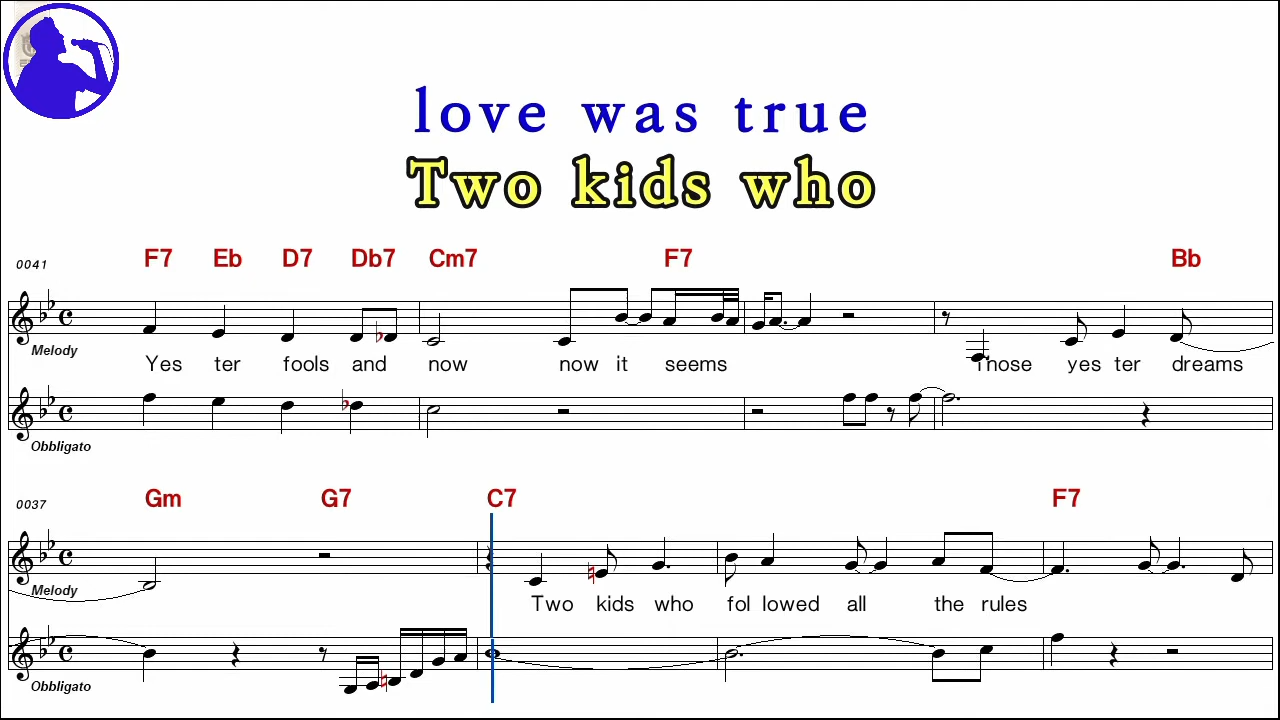 love was true
Two kids who
0041 F7 Eb D7 Db7 Cm7 F7 Bb
Melody
Yes ter fools and now now it seems Those yes ter dreams
Obbligato
0037 Gm G7 C7 F7
Melody
Two kids who fol lowed all the rules
Obbligato